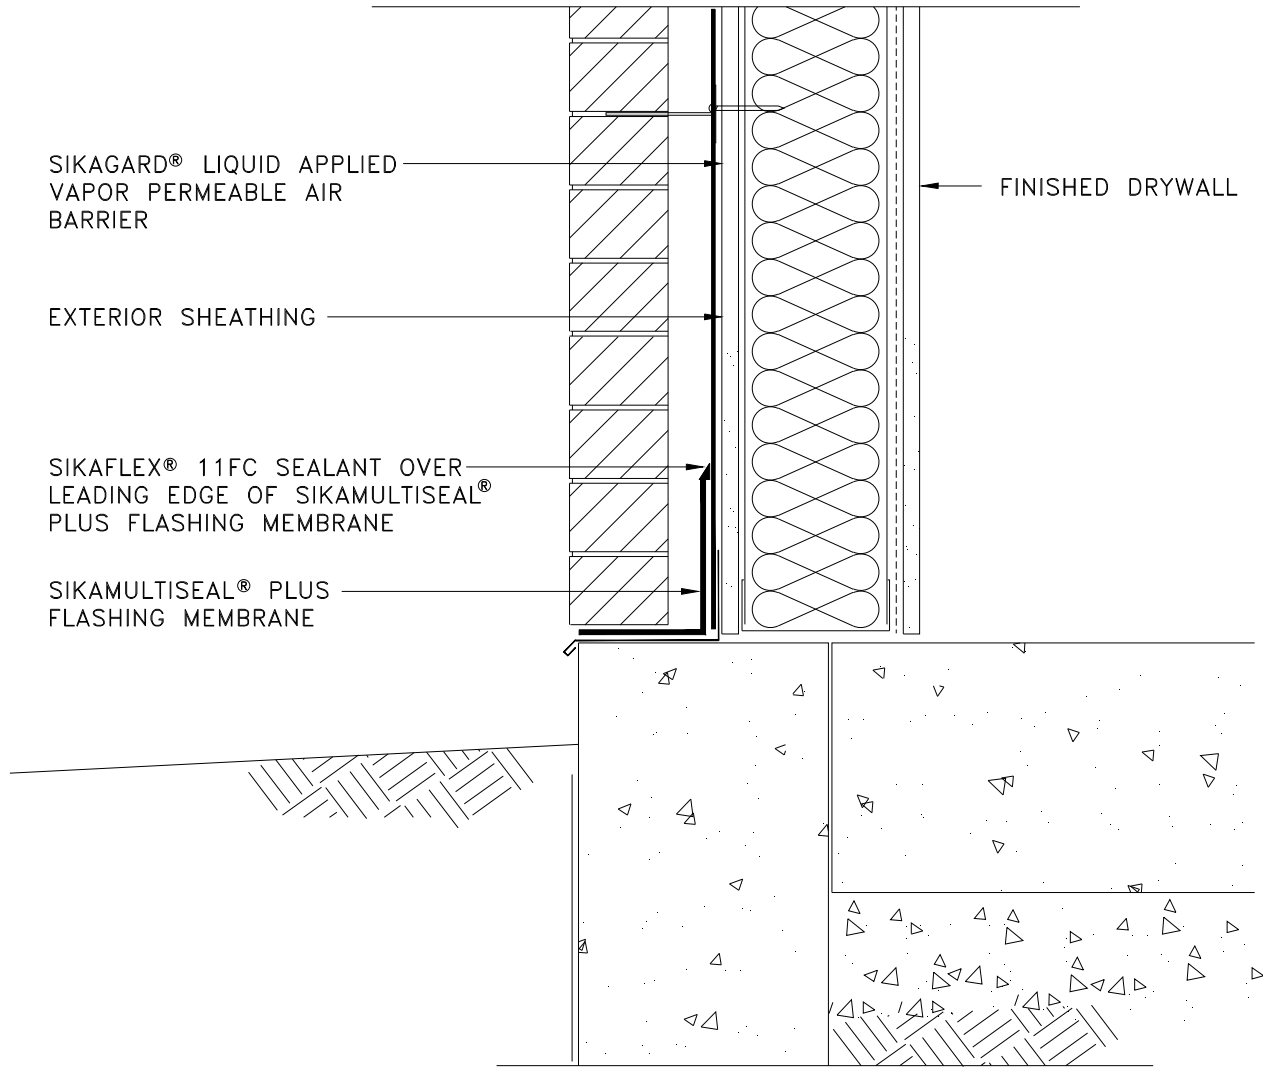 SIKAGARD® LIQUID APPLIED
VAPOR PERMEABLE AIR
BARRIER
FINISHED DRYWALL
EXTERIOR SHEATHING
SIKAFLEX® 11FC SEALANT OVER
LEADING EDGE OF SIKAMULTISEAL®
PLUS FLASHING MEMBRANE
SIKAMULTISEAL® PLUS
FLASHING MEMBRANE